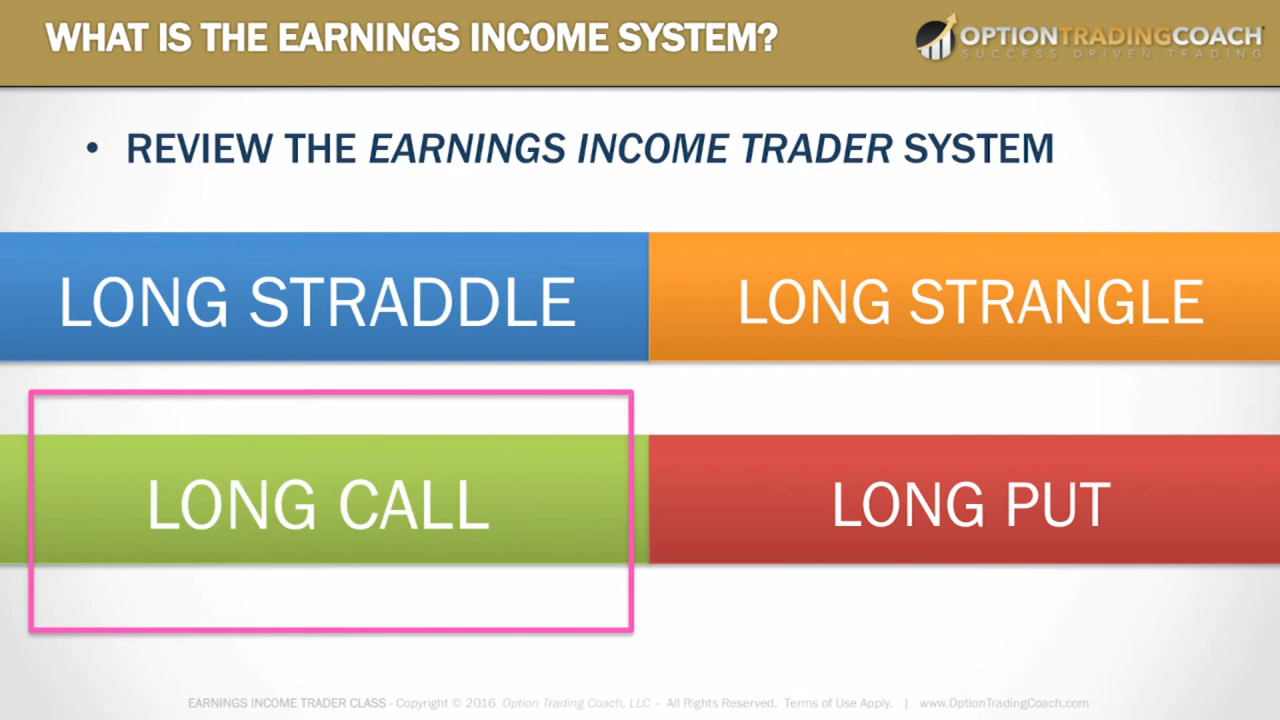 WHAT IS THE EARNINGS INCOME SYSTEM?
OPTIONTRADINGCOACH
SUCCESS DRIVEN TRADING
• REVIEW THE EARNINGS INCOME TRADER SYSTEM
LONG STRADDLE
LONG STRANGLE
LONG CALL
LONG PUT
EARNINGS INCOME TRADER CLASS - Copyright © 2016 Option Trading Coach, LLC - All Rights Reserved. Terms of Use Apply. | www.OptionTradingCoach.com